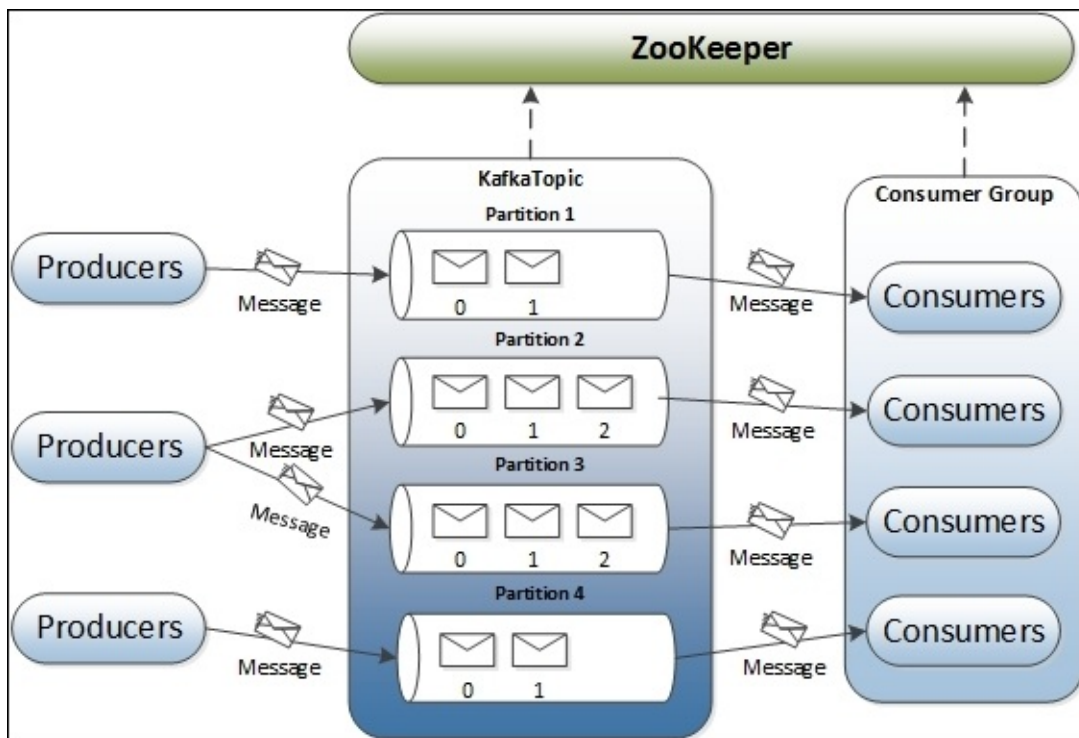 ZooKeeper
KafkaTopic
Consumer Group
Partition 1
Producers
Message
0 1
Message
Consumers
Partition 2
Producers
Message
Message
0 1 2
Message
Consumers
Partition 3
0 1 2
Message
Consumers
Partition 4
Producers
Message
0 1
Message
Consumers